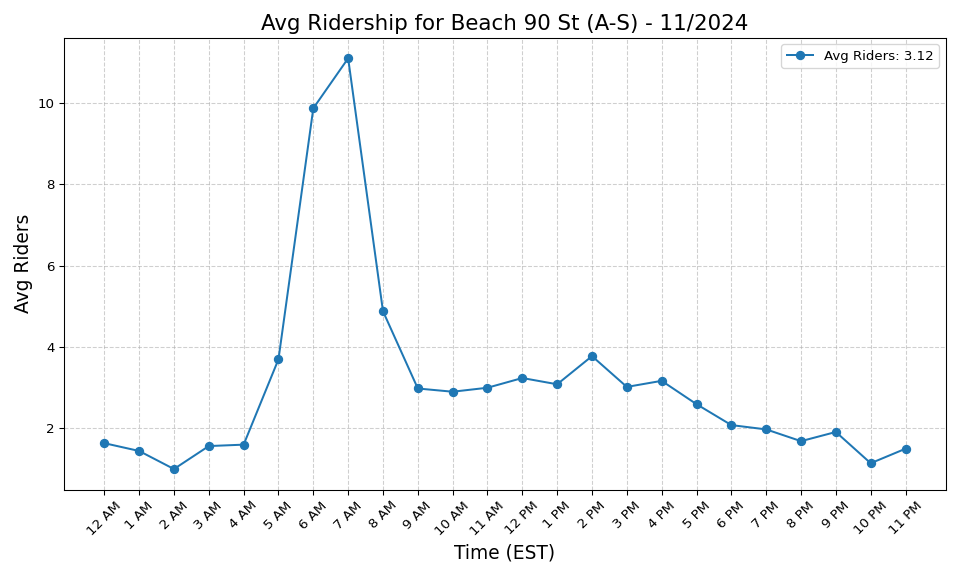 Avg Ridership for Beach 90 St (A-S) - 11/2024
Avg Riders: 3.12
Avg Riders
10
8
6
4
2
12 AM
1 AM
2 AM
3 AM
4 AM
5 AM
6 AM
7 AM
8 AM
9 AM
10 AM
11 AM
12 PM
1 PM
2 PM
3 PM
4 PM
5 PM
6 PM
7 PM
8 PM
9 PM
10 PM
11 PM
Time (EST)